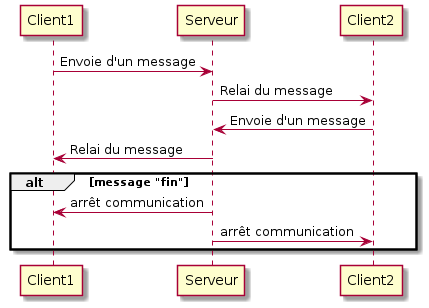 Client1 Serveur Client2
Envoie d'un message
Relai du message
Envoie d'un message
Relai du message
alt [message "fin"]
arrêt communication
arrêt communication
Client1 Serveur Client2